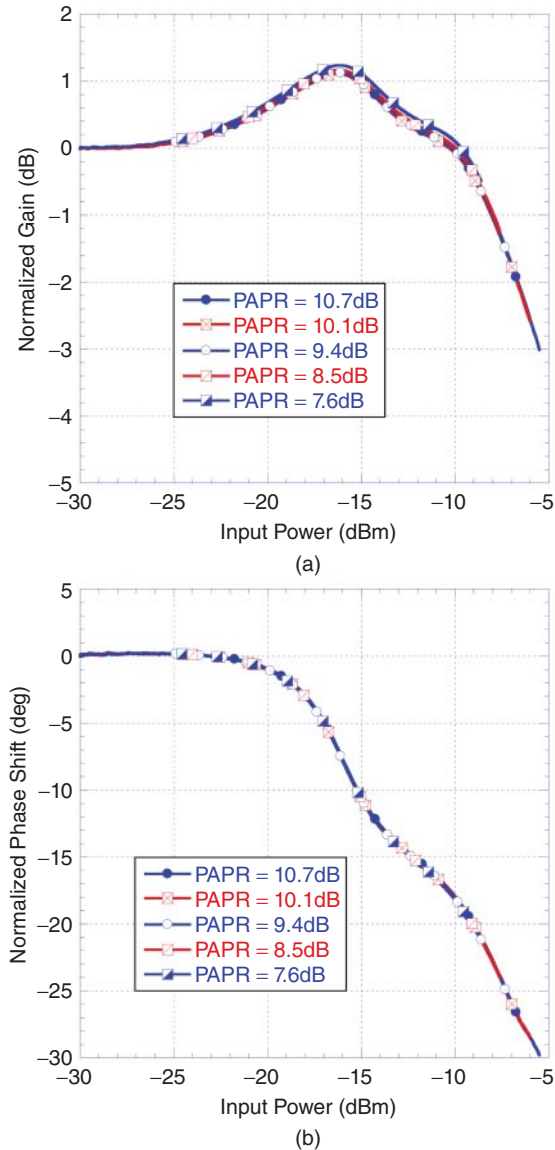 2
1
0
−1
−2
−3
−4
−5
Normalized Gain (dB)
PAPR = 10.7dB
PAPR = 10.1dB
PAPR = 9.4dB
PAPR = 8.5dB
PAPR = 7.6dB
−30 −25 −20 −15 −10 −5
Input Power (dBm)
(a)
5
0
−5
−10
−15
−20
−25
−30
Normalized Phase Shift (deg)
PAPR = 10.7dB
PAPR = 10.1dB
PAPR = 9.4dB
PAPR = 8.5dB
PAPR = 7.6dB
−30 −25 −20 −15 −10 −5
Input Power (dBm)
(b)